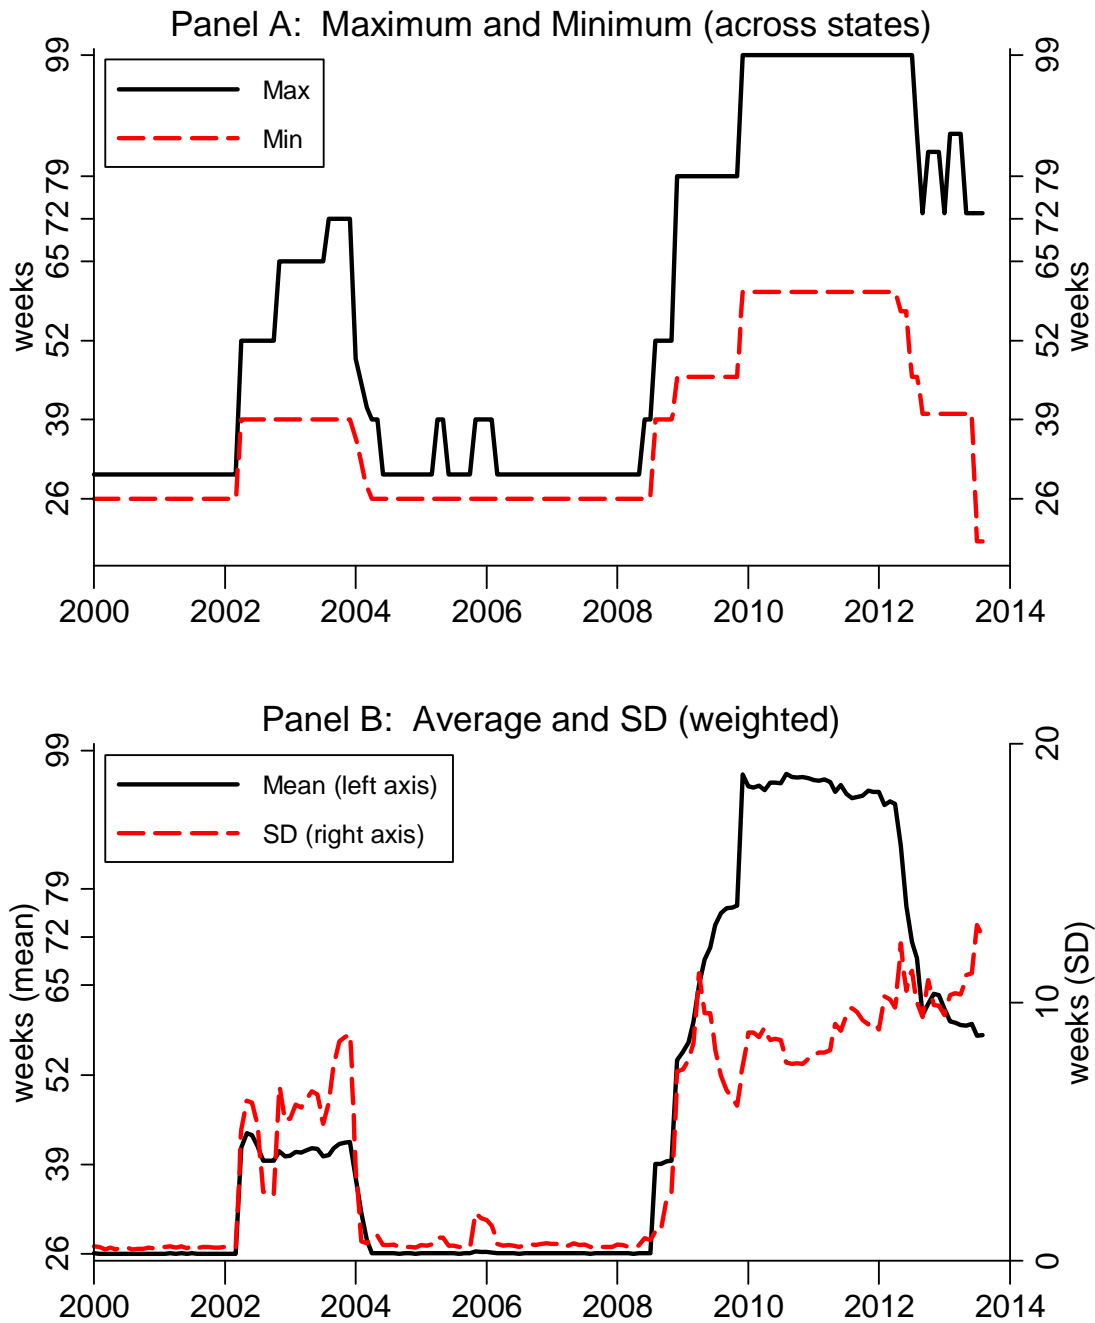 Panel A:  Maximum and Minimum (across states)
Max
Min
weeks
99
79
72
65
52
39
26
weeks
99
79
72
65
52
39
26
2000 2002 2004 2006 2008 2010 2012 2014
Panel B:  Average and SD (weighted)
Mean (left axis)
SD (right axis)
weeks (mean)
99
79
72
65
52
39
26
weeks (SD)
20
10
0
2000 2002 2004 2006 2008 2010 2012 2014